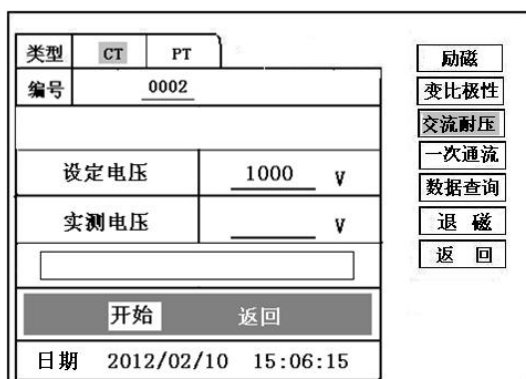 类型 CT PT
编号 0002
设定电压 1000 V
实测电压 V
开始 返回
日期 2012/02/10 15:06:15
励磁
变比极性
交流耐压
一次通流
数据查询
退 磁
返 回